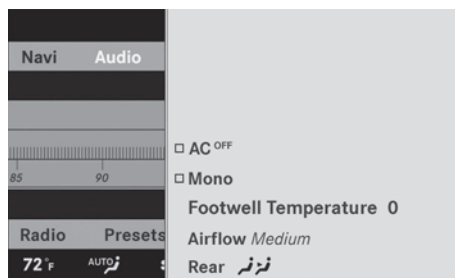 Navi Audio
85 90
Radio Presets
72°F AUTO
AC OFF
Mono
Footwell Temperature 0
Airflow Medium
Rear